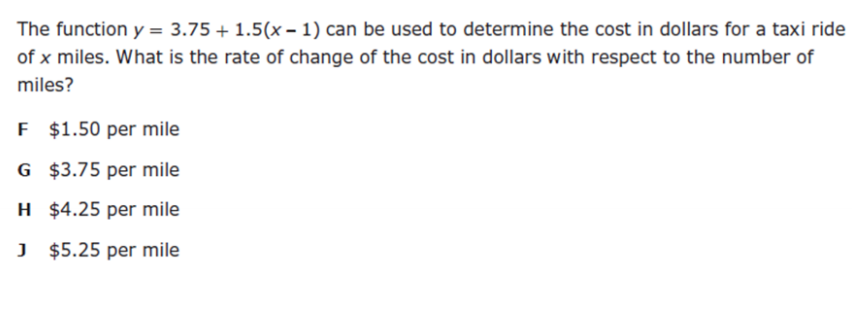 The function y = 3.75 + 1.5(x – 1) can be used to determine the cost in dollars for a taxi ride
of x miles. What is the rate of change of the cost in dollars with respect to the number of
miles?
F $1.50 per mile
G $3.75 per mile
H $4.25 per mile
J $5.25 per mile